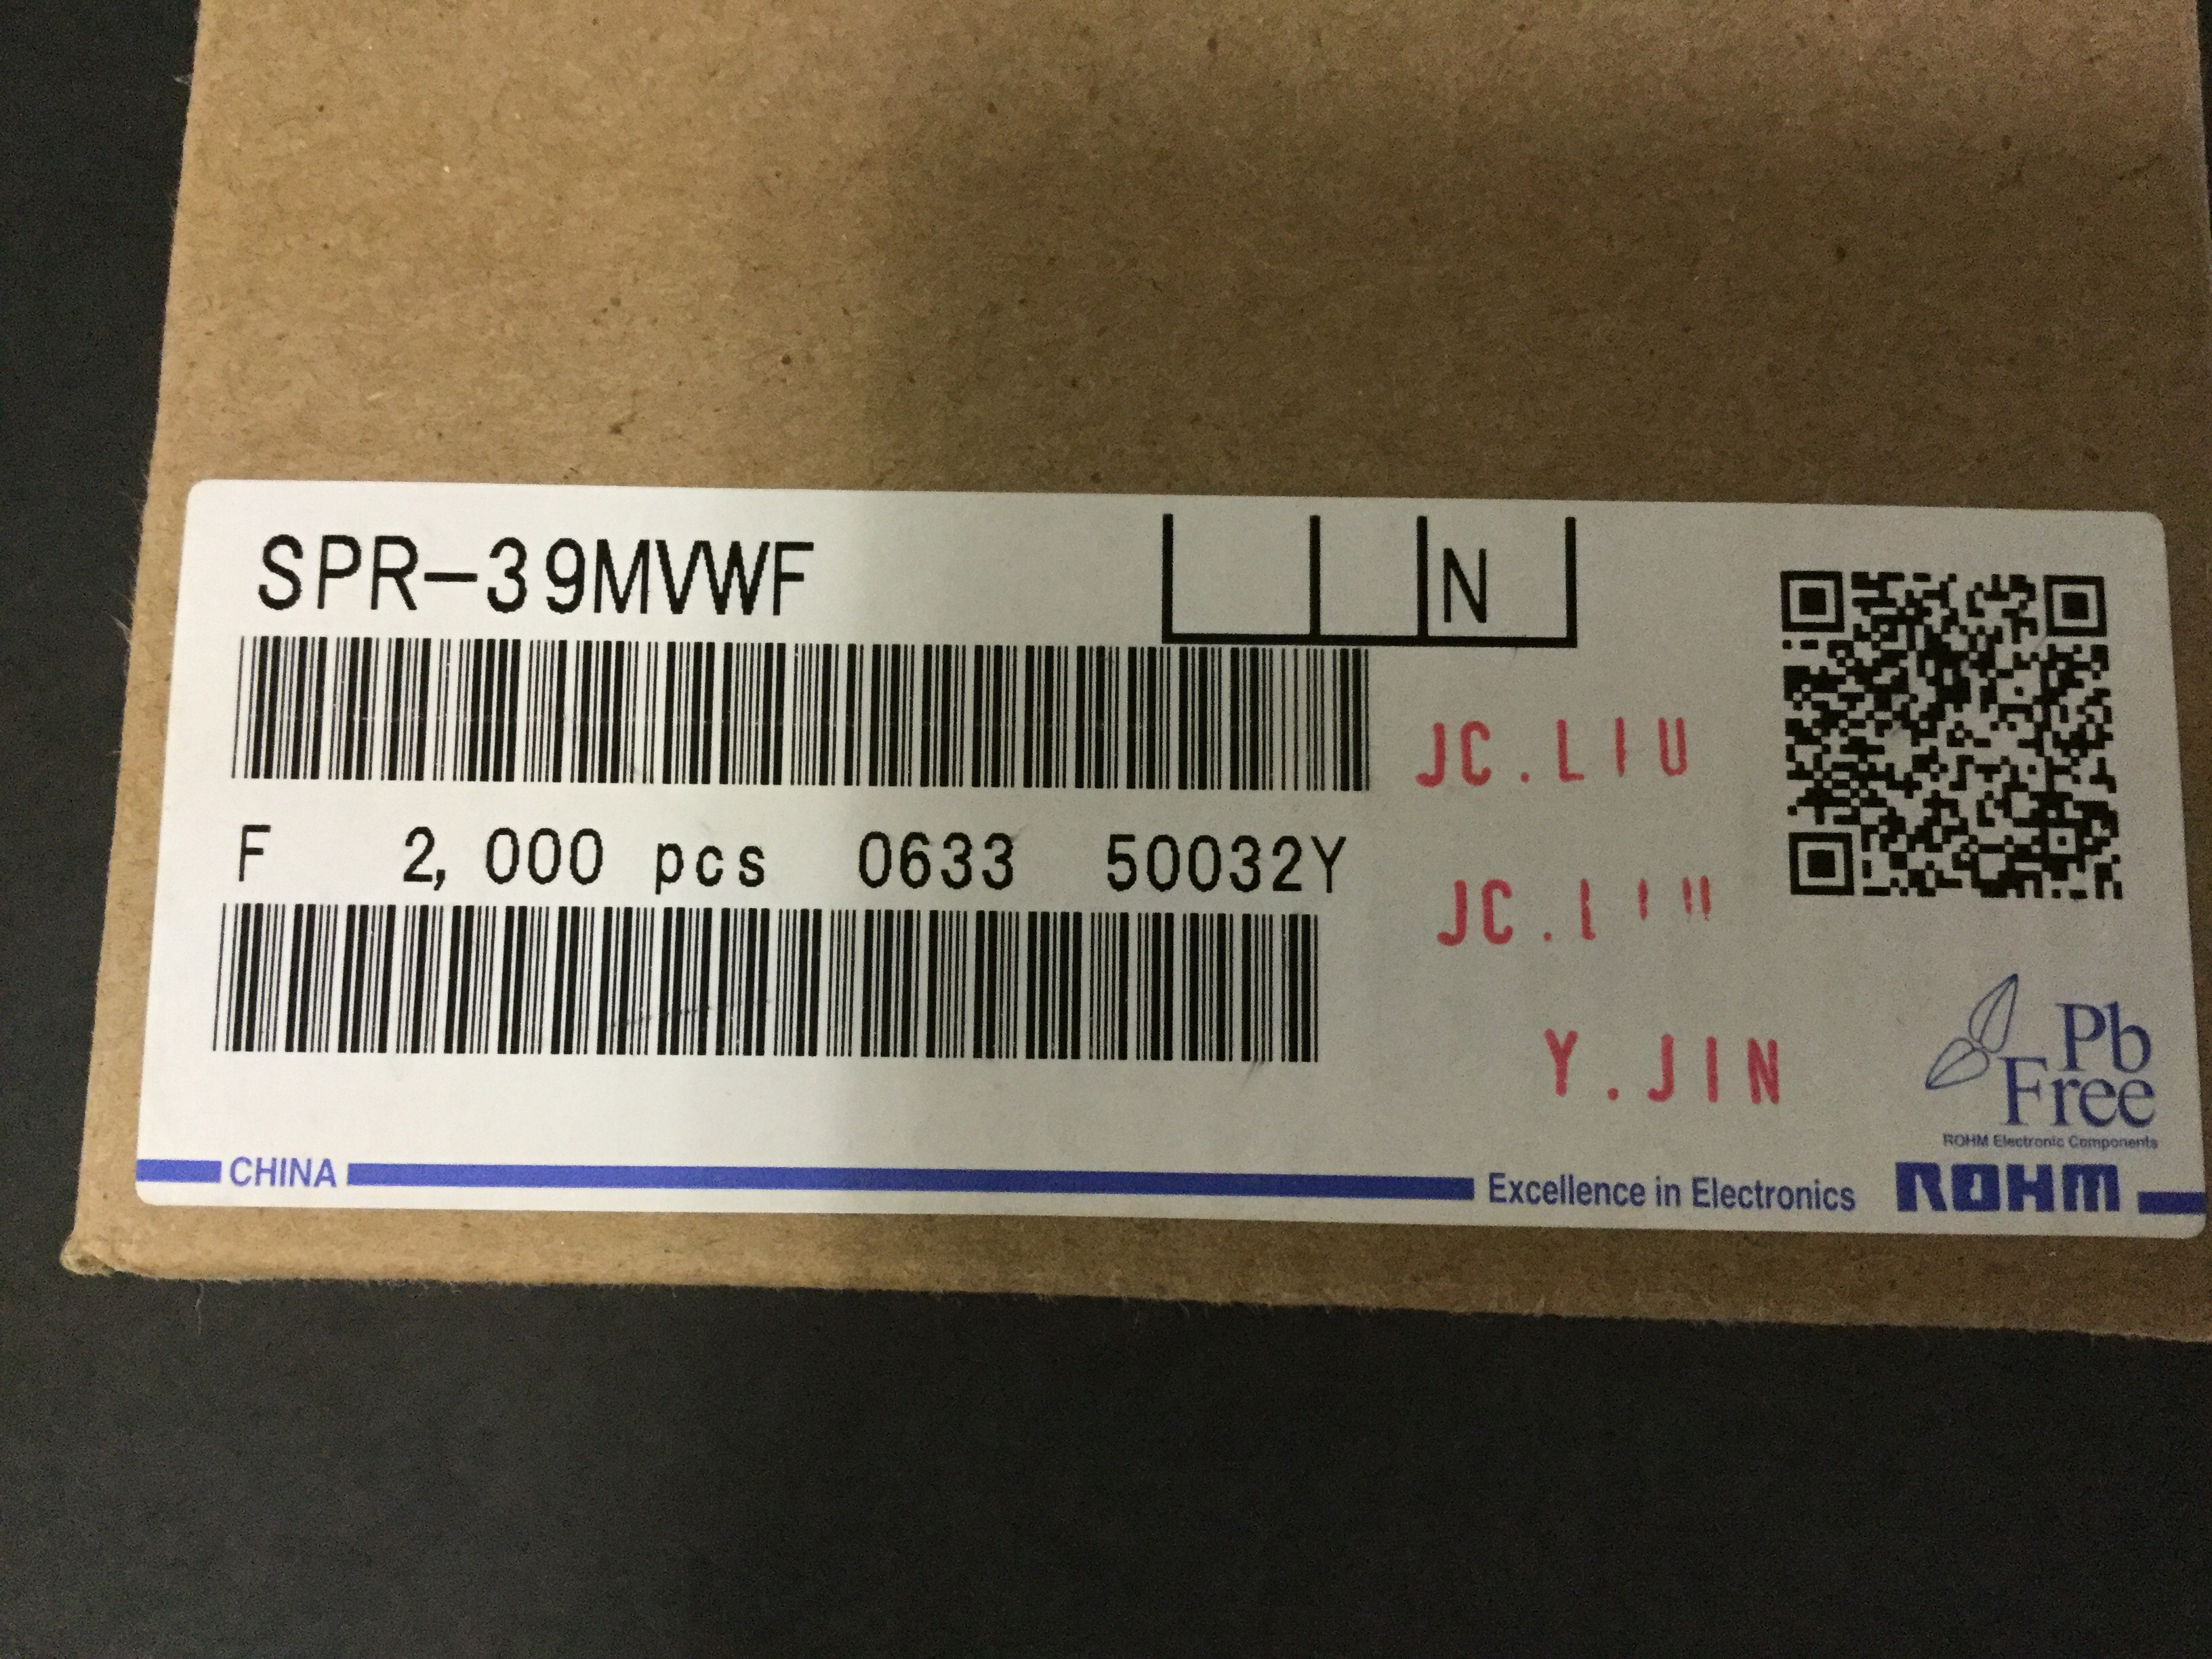 SPR-39MVWF
N
JC.LIU
F 2,000 pcs 0633 50032Y
JC.
Y.JIN
Pb
Free
ROHM Electronic Components
CHINA
Excellence in Electronics
ROHM